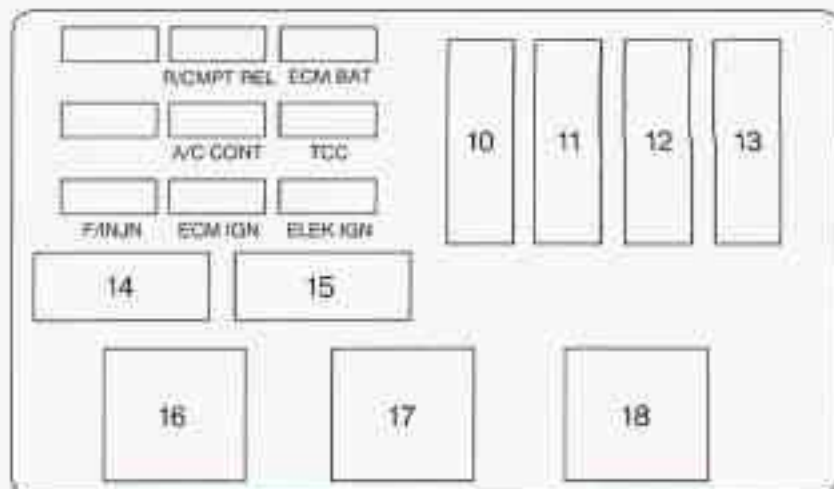 R/CMPT REL ECM BAT
A/C CONT TCC
F/INJN ECM IGN ELEK IGN
10 11 12 13
14 15
16 17 18